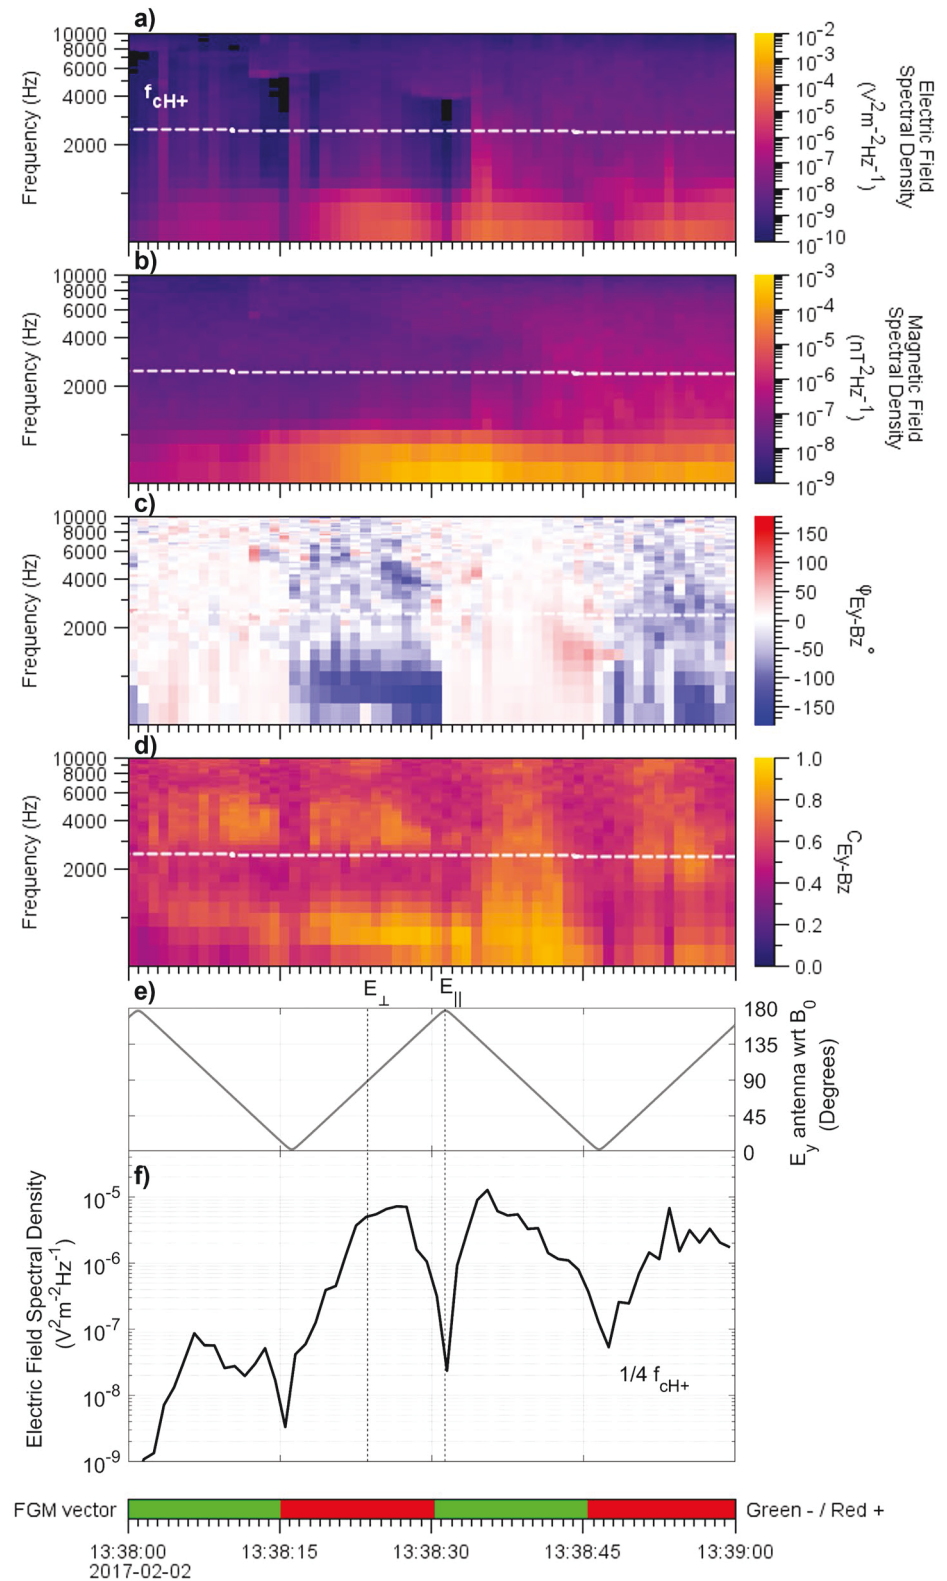 a)
10000
8000
6000
4000
2000
Frequency (Hz)
fcH+
10-2
10-3
10-4
10-5
10-6
10-7
10-8
10-9
10-10
Electric Field
Spectral Density
(V2m-2Hz-1)
b)
10000
8000
6000
4000
2000
Frequency (Hz)
10-3
10-4
10-5
10-6
10-7
10-8
10-9
Magnetic Field
Spectral Density
(nT2Hz-1)
c)
10000
8000
6000
4000
2000
Frequency (Hz)
150
100
50
0
-50
-100
-150
φEy-Bz°
d)
10000
8000
6000
4000
2000
Frequency (Hz)
1.0
0.8
0.6
0.4
0.2
0.0
CEy-Bz
e)
E⊥
E||
180
135
90
45
0
Ey antenna wrt B0
(Degrees)
f)
10-5
10-6
10-7
10-8
10-9
Electric Field Spectral Density
(V2m-2Hz-1)
1/4 fcH+
FGM vector
Green - / Red +
13:38:00
13:38:15
13:38:30
13:38:45
13:39:00
2017-02-02